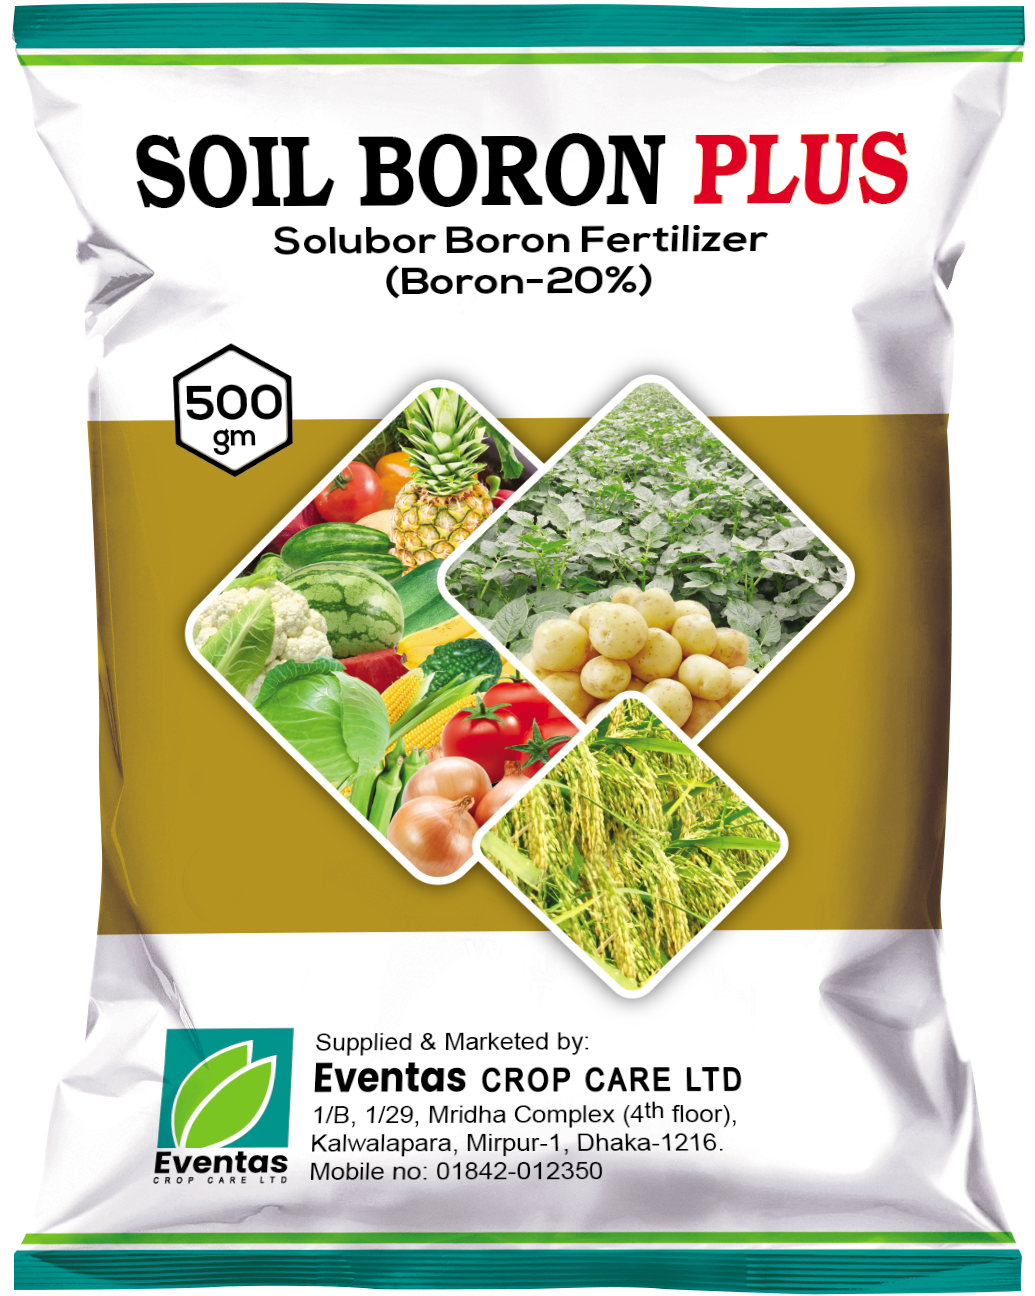 SOIL BORON PLUS
Solubor Boron Fertilizer
(Boron-20%)
500
gm
Supplied & Marketed by:
Eventas CROP CARE LTD
1/B, 1/29, Mridha Complex (4th floor),
Kalwalapara, Mirpur-1, Dhaka-1216.
Mobile no: 01842-012350
Eventas
CROP CARE LTD